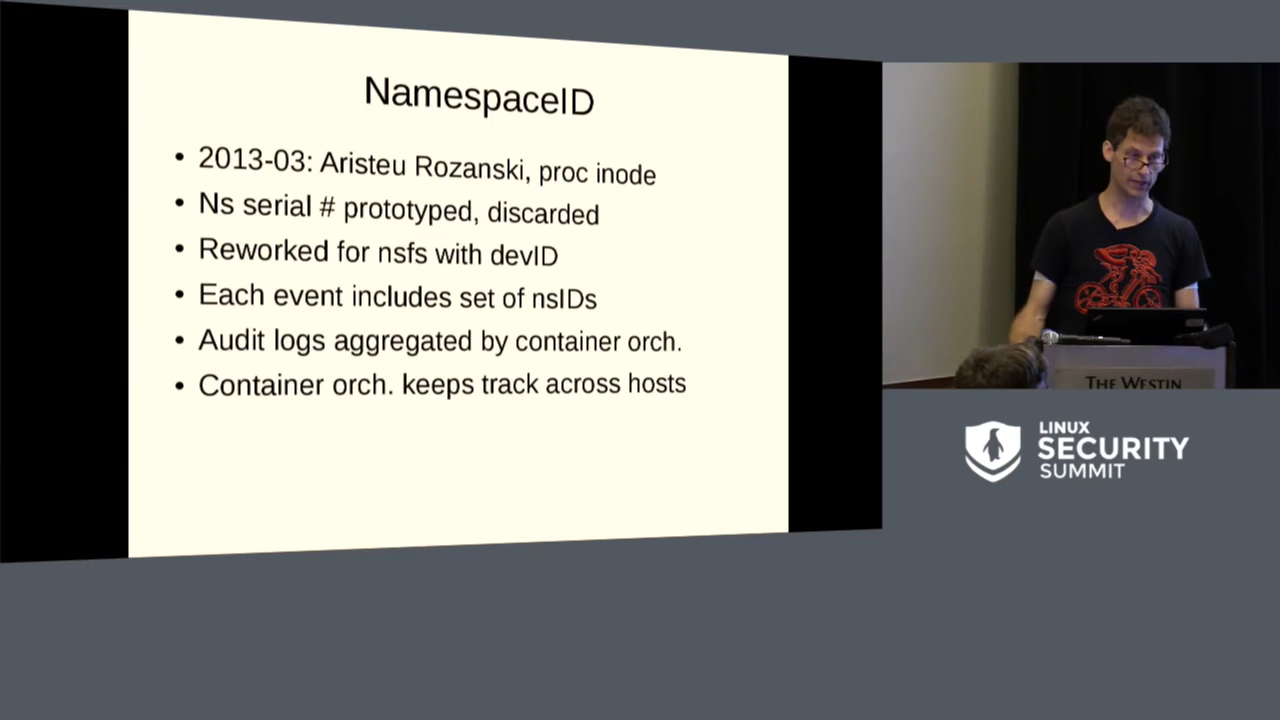 NamespaceID
• 2013-03: Aristeu Rozanski, proc inode
• Ns serial # prototyped, discarded
• Reworked for nsfs with devID
• Each event includes set of nsIDs
• Audit logs aggregated by container orch.
• Container orch. keeps track across hosts
THE WESTIN
LINUX
SECURITY
SUMMIT